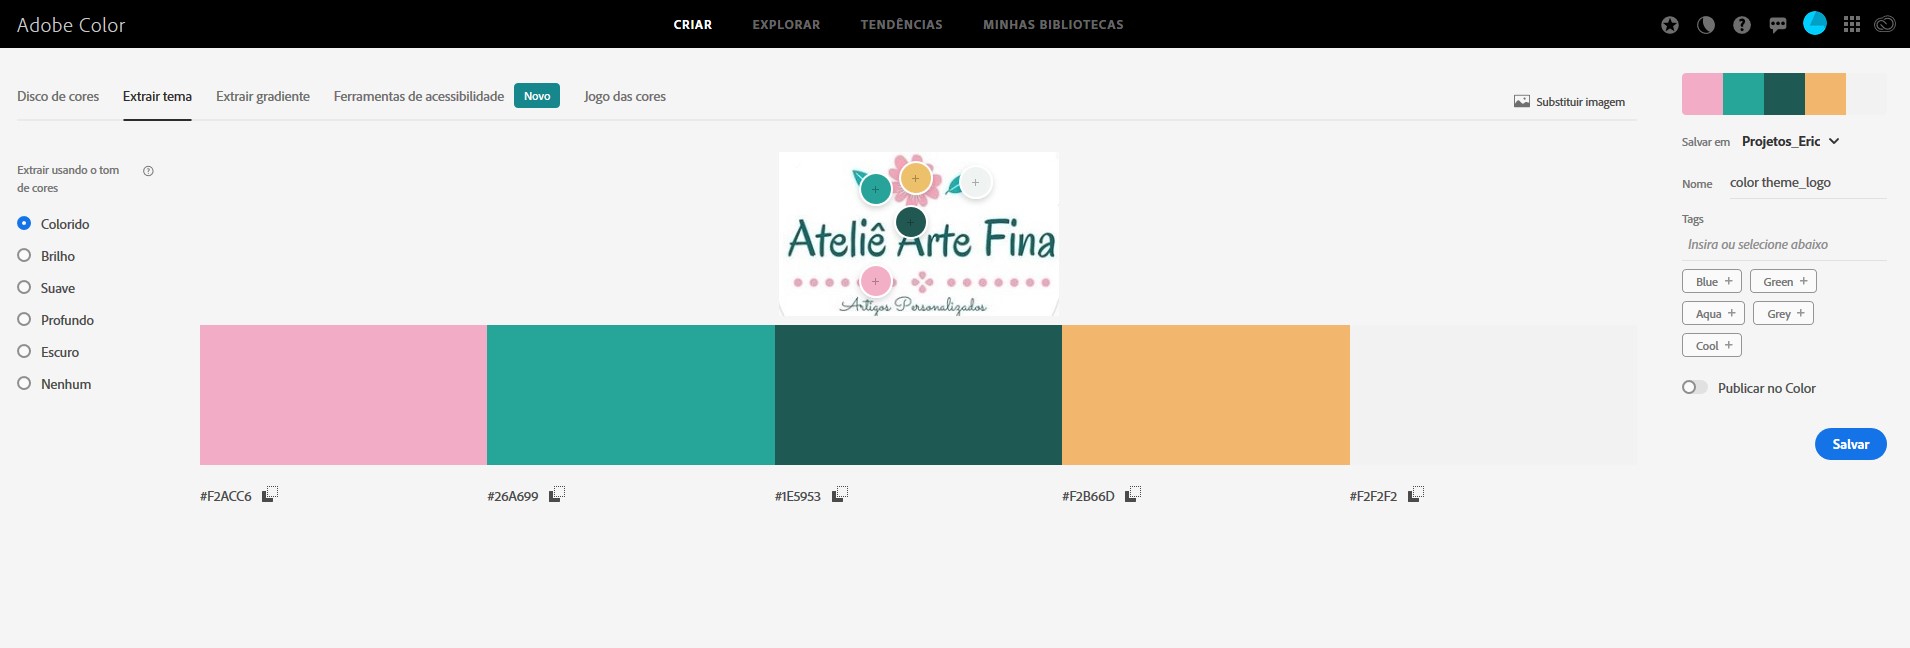 Adobe Color
CRIAR EXPLORAR TENDÊNCIAS MINHAS BIBLIOTECAS
Disco de cores Extrair tema Extrair gradiente Ferramentas de acessibilidade Novo Jogo das cores
Substituir imagem
Extrair usando o tom
de cores
Colorido
Brilho
Suave
Profundo
Escuro
Nenhum
Ateliê Arte Fina
Artigos Personalizados
#F2ACC6 #26A699 #1E5953 #F2B66D #F2F2F2
Salvar em Projetos_Eric
Nome color theme_logo
Tags
Insira ou selecione abaixo
Blue + Green +
Aqua + Grey +
Cool +
Publicar no Color
Salvar